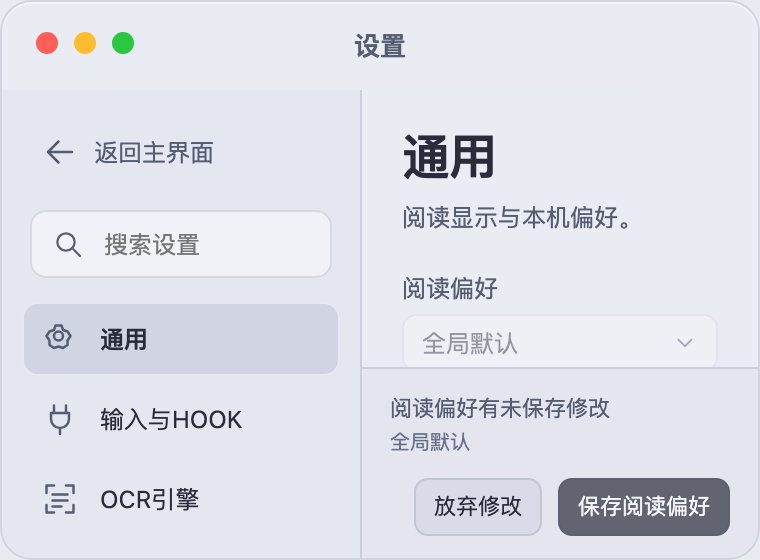 设置
返回主界面
搜索设置
通用
输入与HOOK
OCR引擎
通用
阅读显示与本机偏好。
阅读偏好
全局默认
阅读偏好有未保存修改
全局默认
放弃修改
保存阅读偏好